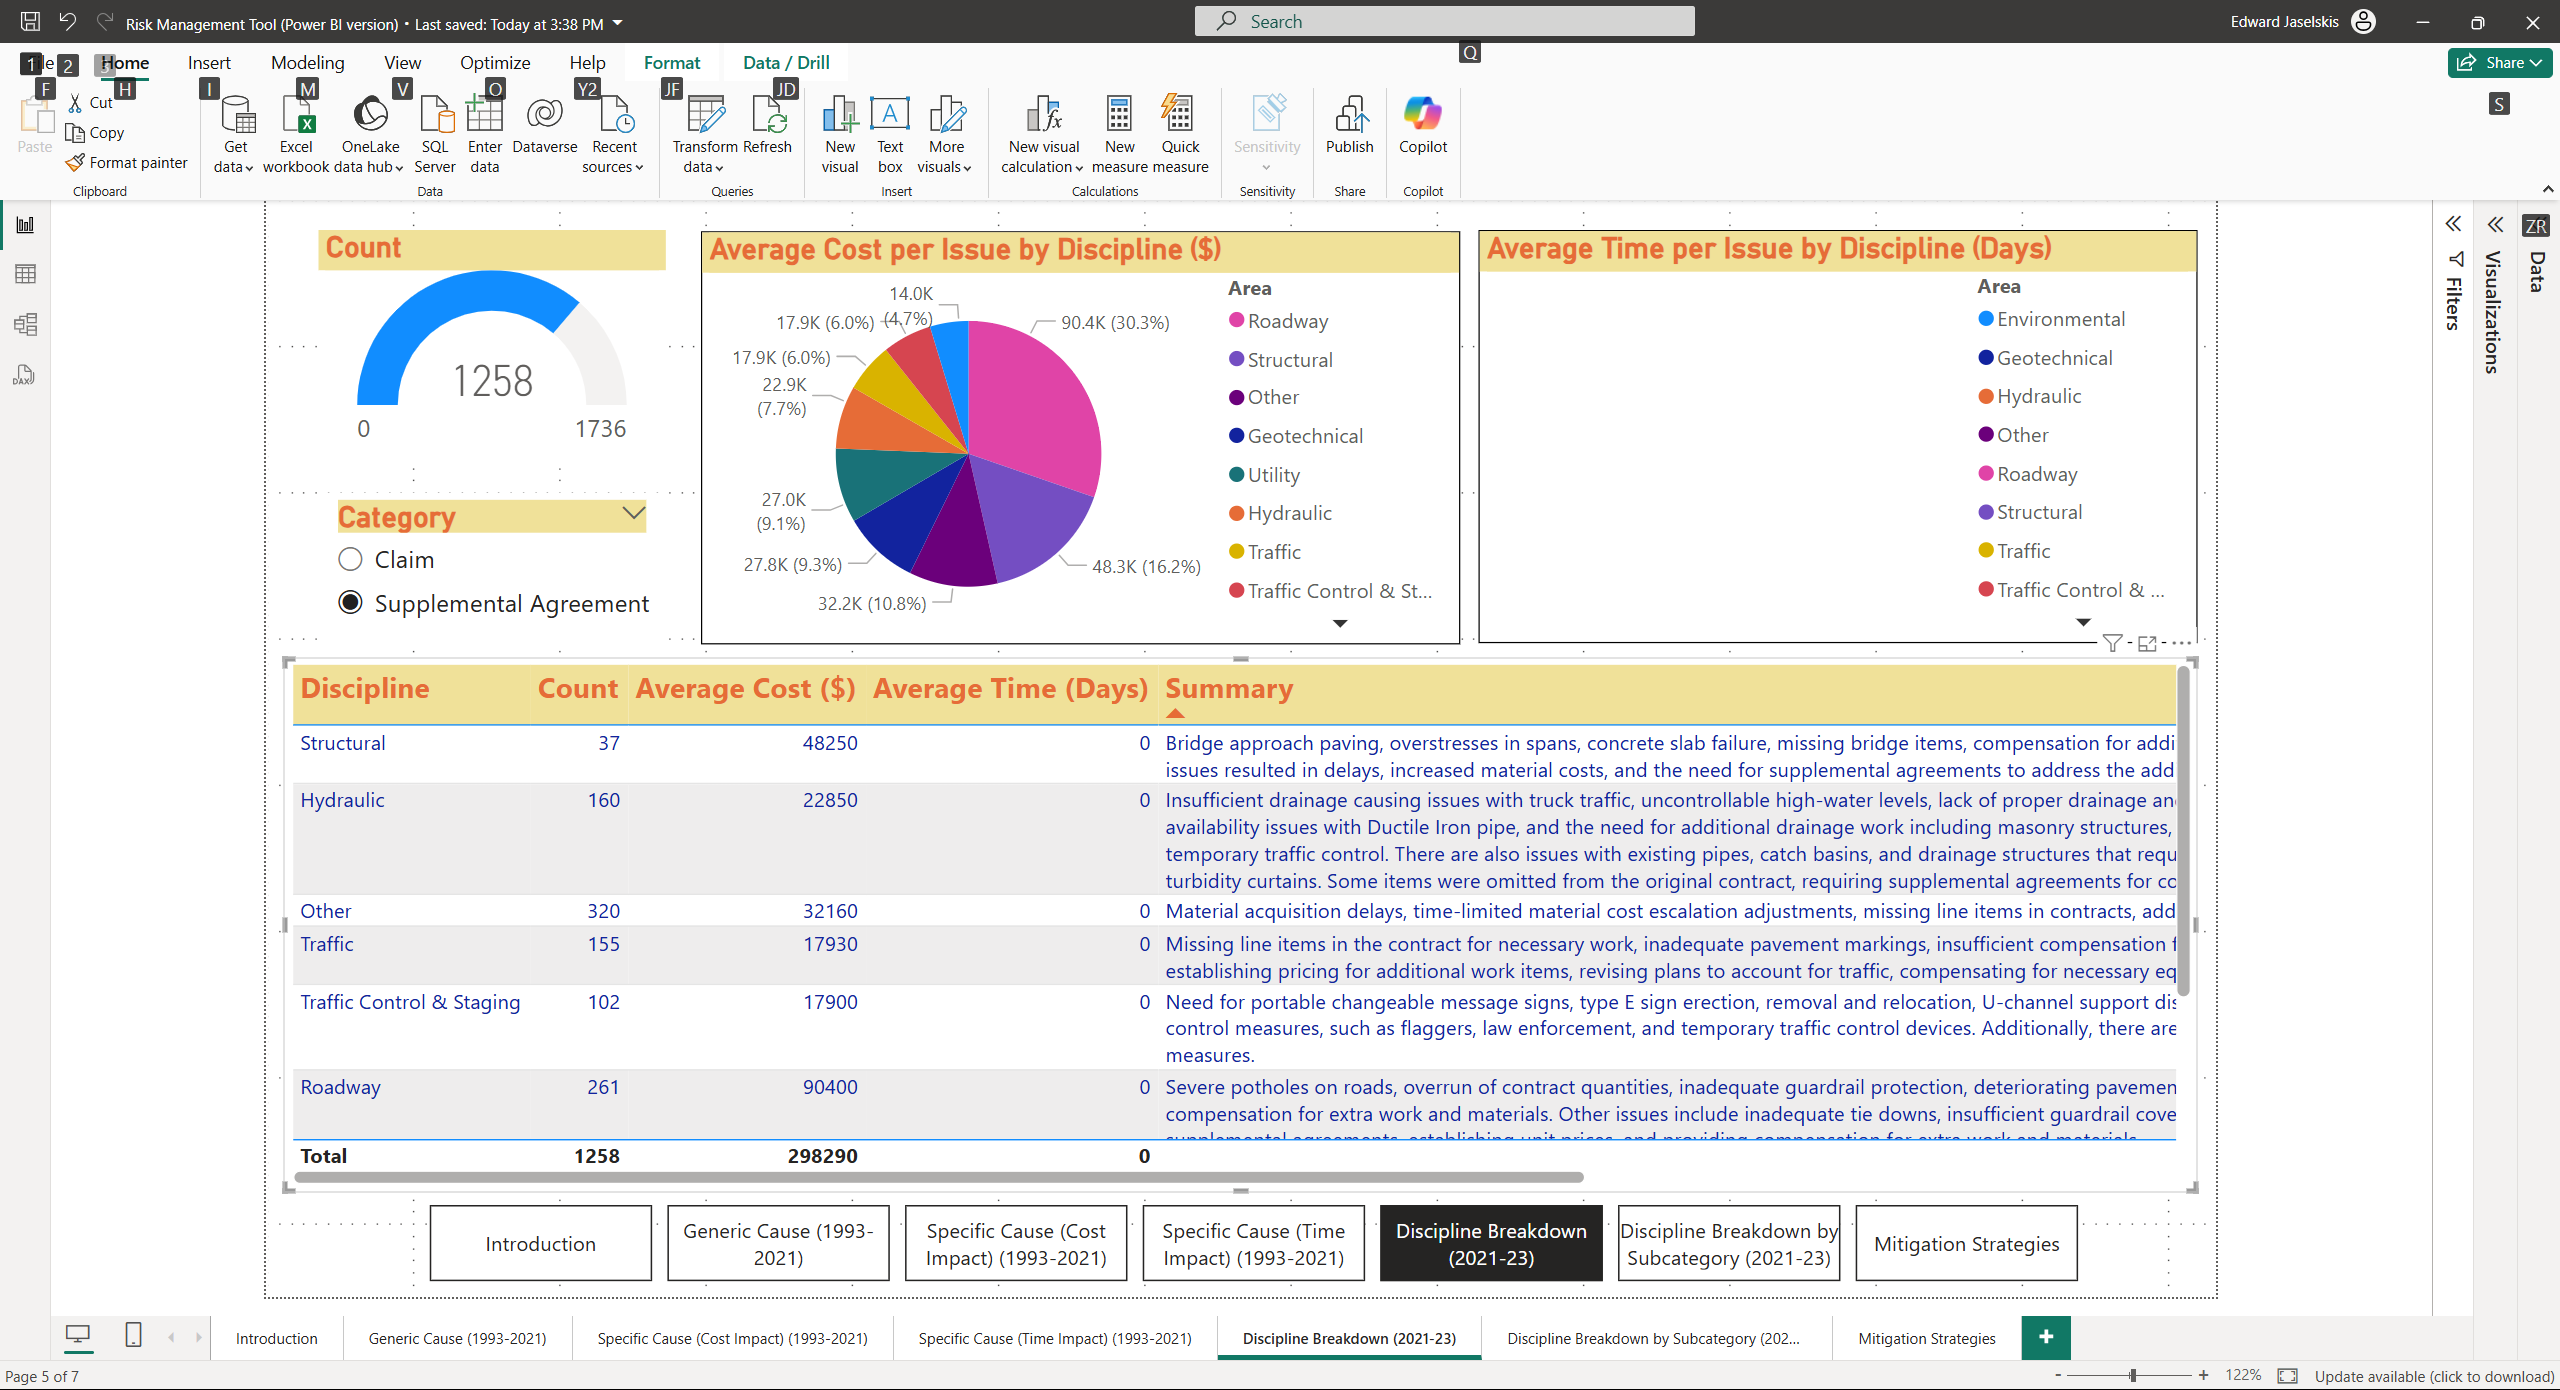 Risk Management Tool (Power BI version) • Last saved: Today at 3:38 PM
Search
Edward Jaselskis
Home
Insert
Modeling
View
Optimize
Help
Format
Data / Drill
Share
1
2
3
Q
F
H
I
M
V
O
Y2
JF
JD
S
Paste
Cut
Copy
Format painter
Get data
Excel workbook
OneLake data hub
SQL Server
Enter data
Dataverse
Recent sources
Transform data
Refresh
New visual
Text box
More visuals
New visual calculation
New measure
Quick measure
Sensitivity
Publish
Copilot
Clipboard
Data
Queries
Insert
Calculations
Sensitivity
Share
Copilot
DAX
Count
1258
0
1736
Category
Claim
Supplemental Agreement
Average Cost per Issue by Discipline ($)
14.0K
(4.7%)
17.9K (6.0%)
17.9K (6.0%)
22.9K
(7.7%)
27.0K
(9.1%)
27.8K (9.3%)
32.2K (10.8%)
90.4K (30.3%)
48.3K (16.2%)
Area
Roadway
Structural
Other
Geotechnical
Utility
Hydraulic
Traffic
Traffic Control & St...
Average Time per Issue by Discipline (Days)
Area
Environmental
Geotechnical
Hydraulic
Other
Roadway
Structural
Traffic
Traffic Control & ...
Filters
Visualizations
ZR
Data
Discipline Count Average Cost ($) Average Time (Days) Summary
Structural 37 48250 0 Bridge approach paving, overstresses in spans, concrete slab failure, missing bridge items, compensation for addi
issues resulted in delays, increased material costs, and the need for supplemental agreements to address the add
Hydraulic 160 22850 0 Insufficient drainage causing issues with truck traffic, uncontrollable high-water levels, lack of proper drainage an
availability issues with Ductile Iron pipe, and the need for additional drainage work including masonry structures,
temporary traffic control. There are also issues with existing pipes, catch basins, and drainage structures that requ
turbidity curtains. Some items were omitted from the original contract, requiring supplemental agreements for cc
Other 320 32160 0 Material acquisition delays, time-limited material cost escalation adjustments, missing line items in contracts, add
Traffic 155 17930 0 Missing line items in the contract for necessary work, inadequate pavement markings, insufficient compensation f
establishing pricing for additional work items, revising plans to account for traffic, compensating for necessary eq
Traffic Control & Staging 102 17900 0 Need for portable changeable message signs, type E sign erection, removal and relocation, U-channel support dis
control measures, such as flaggers, law enforcement, and temporary traffic control devices. Additionally, there are
measures.
Roadway 261 90400 0 Severe potholes on roads, overrun of contract quantities, inadequate guardrail protection, deteriorating pavemen
compensation for extra work and materials. Other issues include inadequate tie downs, insufficient guardrail cove
supplemental agreements, establishing unit prices, and providing compensation for extra work and materials.
Total 1258 298290 0
Introduction
Generic Cause (1993-
2021)
Specific Cause (Cost
Impact) (1993-2021)
Specific Cause (Time
Impact) (1993-2021)
Discipline Breakdown
(2021-23)
Discipline Breakdown by
Subcategory (2021-23)
Mitigation Strategies
Introduction
Generic Cause (1993-2021)
Specific Cause (Cost Impact) (1993-2021)
Specific Cause (Time Impact) (1993-2021)
Discipline Breakdown (2021-23)
Discipline Breakdown by Subcategory (202...
Mitigation Strategies
Page 5 of 7
122%
Update available (click to download)